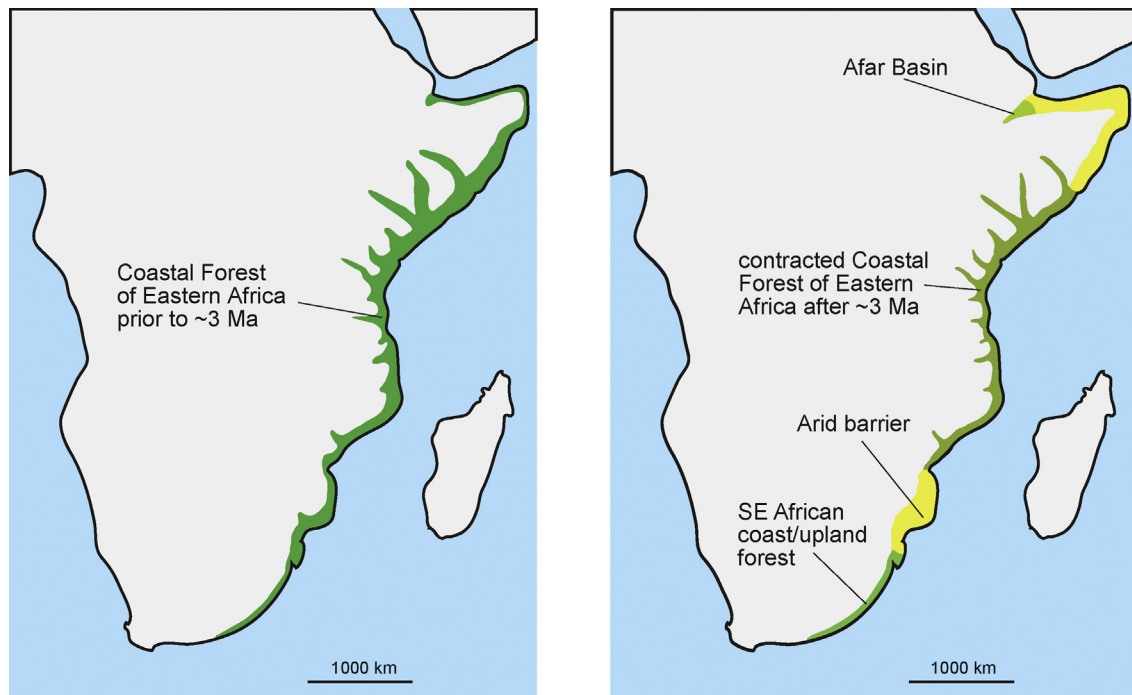 Coastal Forest
of Eastern Africa
prior to ~3 Ma
1000 km
Afar Basin
contracted Coastal
Forest of Eastern
Africa after ~3 Ma
Arid barrier
SE African
coast/upland
forest
1000 km